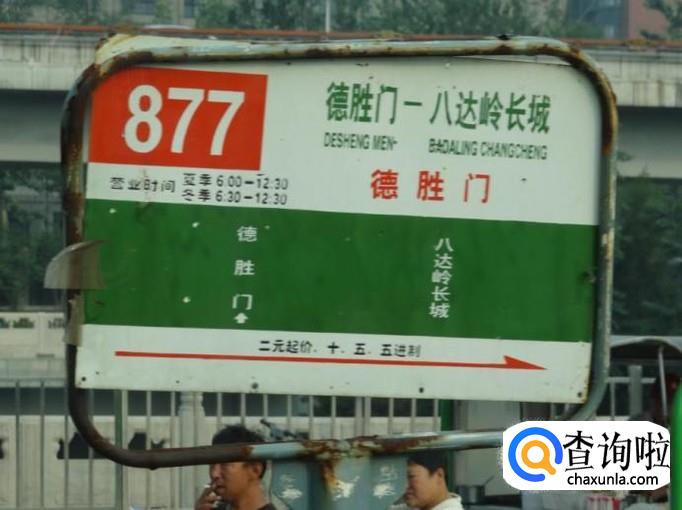 877
德胜门－八达岭长城
DESHENG MEN- BADALING CHANGCHENG
德胜门
营业时间 夏季 6:00-12:30
冬季 6:30-12:30
德胜门
八达岭长城
二元起价、十、五、五进制
查询啦
chaxunla.com